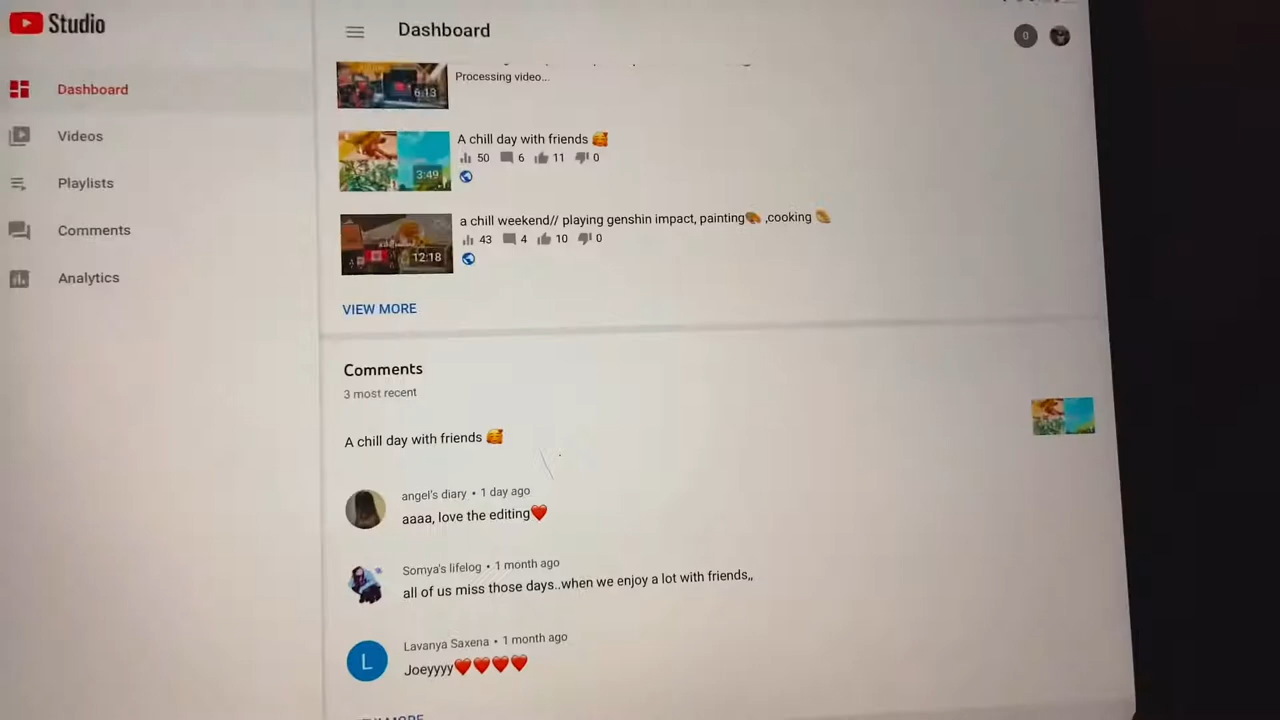 Studio
Dashboard
Videos
Playlists
Comments
Analytics
Dashboard
0
6:13
Processing video...
3:49
A chill day with friends 🥰
50 6 11 0
12:18
a chill weekend// playing genshin impact, painting🎨 ,cooking 🥠
43 4 10 0
VIEW MORE
Comments
3 most recent
A chill day with friends 🥰
angel's diary • 1 day ago
aaaa, love the editing❤️
Somya's lifelog • 1 month ago
all of us miss those days..when we enjoy a lot with friends,,
L
Lavanya Saxena • 1 month ago
Joeyyyy❤️❤️❤️❤️